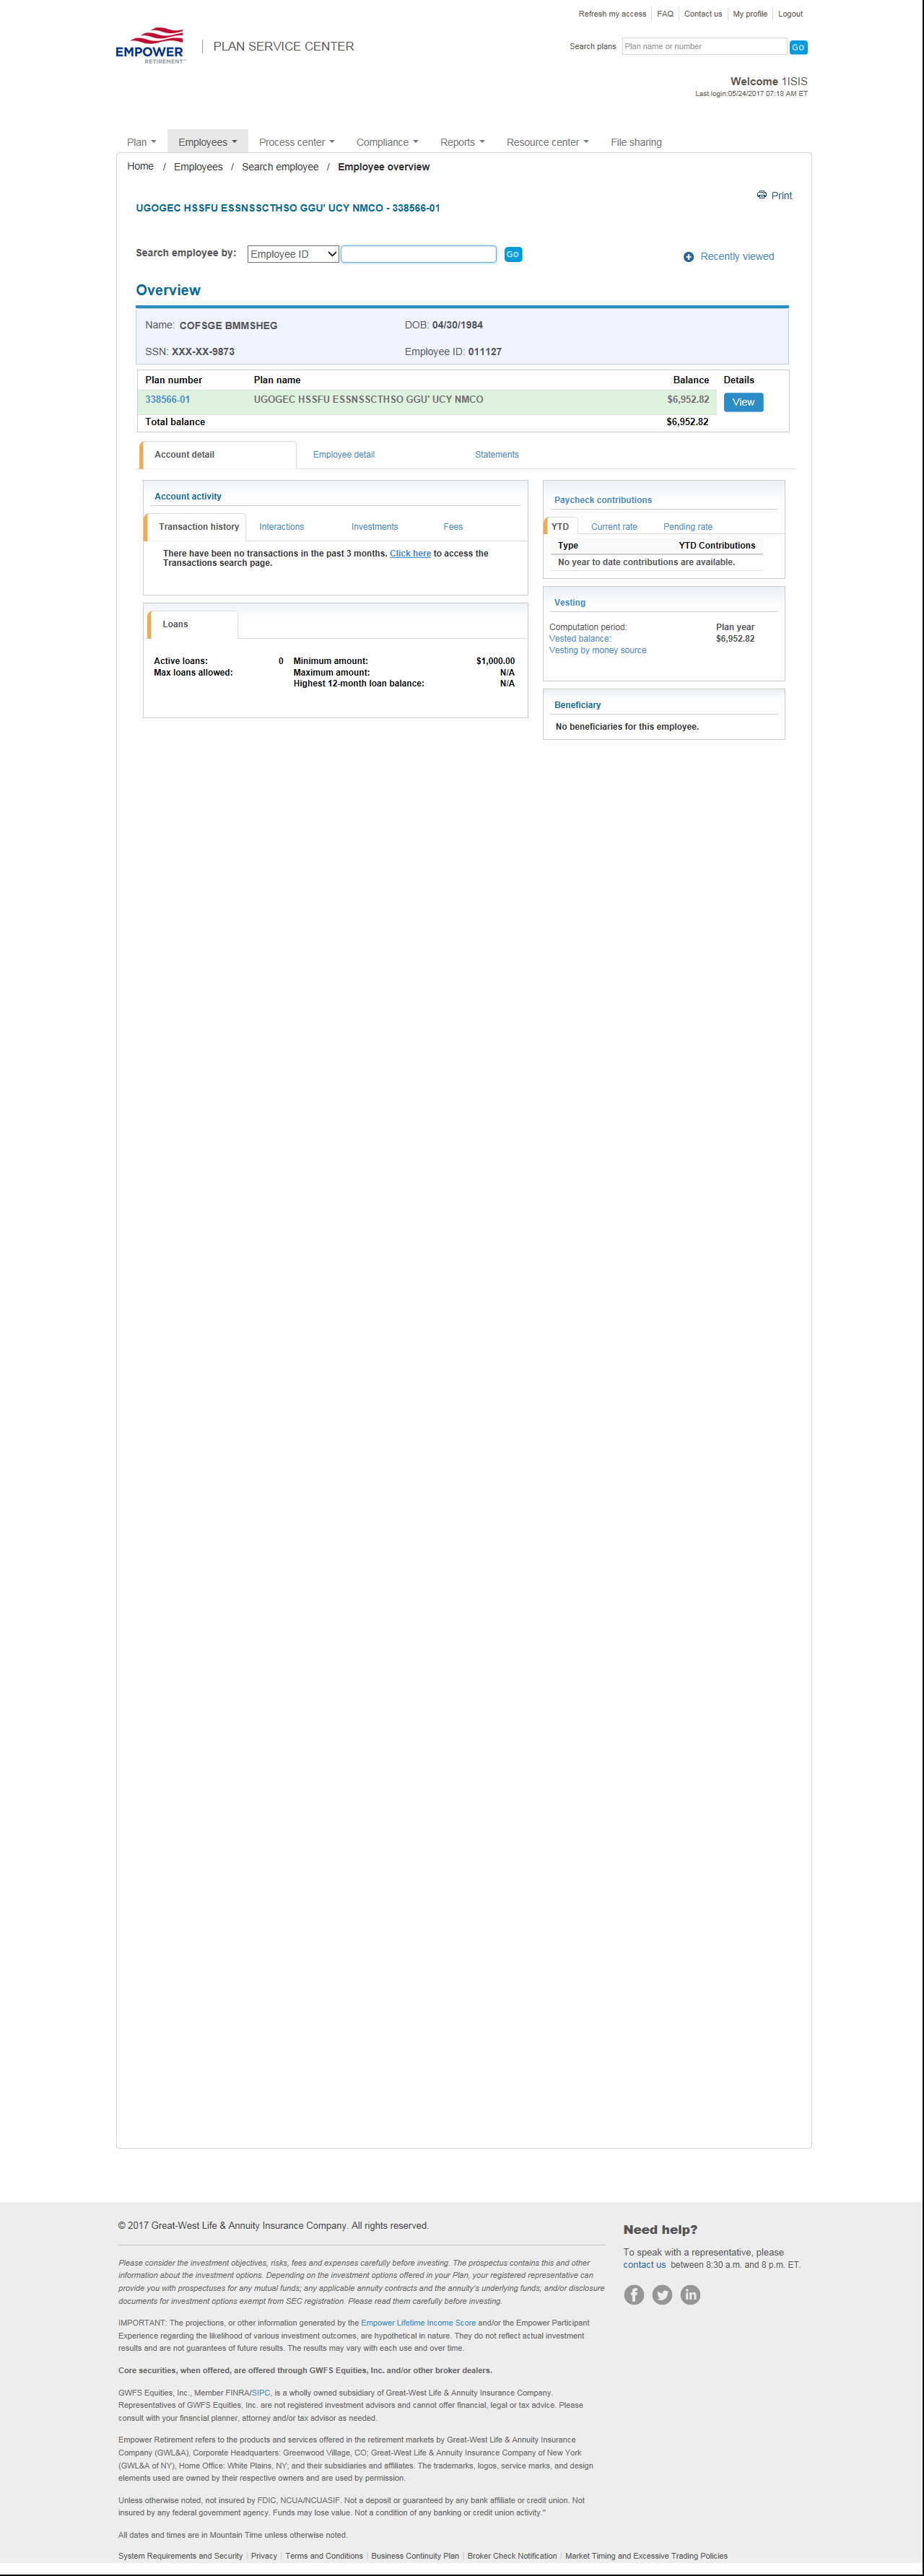 Refresh my access FAQ Contact us My profile Logout
EMPOWER
RETIREMENT
PLAN SERVICE CENTER
Search plans Plan name or number Go
Welcome 1ISIS
Last login:05/24/2017 07:18 AM ET
Plan Employees Process center Compliance Reports Resource center File sharing
Home / Employees / Search employee / Employee overview
Print
UGOGEC HSSFU ESSNSSCTHSO GGU' UCY NMCO - 338566-01
Search employee by: Employee ID Go
Recently viewed
Overview
Name: COFSGE BMMSHEG DOB: 04/30/1984
SSN: XXX-XX-9873 Employee ID: 011127
Plan number Plan name Balance Details
338566-01 UGOGEC HSSFU ESSNSSCTHSO GGU' UCY NMCO $6,952.82 View
Total balance $6,952.82
Account detail Employee detail Statements
Account activity
Transaction history Interactions Investments Fees
There have been no transactions in the past 3 months. Click here to access the
Transactions search page.
Loans
Active loans: 0 Minimum amount: $1,000.00
Max loans allowed: Maximum amount: N/A
Highest 12-month loan balance: N/A
Paycheck contributions
YTD Current rate Pending rate
Type YTD Contributions
No year to date contributions are available.
Vesting
Computation period: Plan year
Vested balance: $6,952.82
Vesting by money source
Beneficiary
No beneficiaries for this employee.
© 2017 Great-West Life & Annuity Insurance Company. All rights reserved.
Please consider the investment objectives, risks, fees and expenses carefully before investing. The prospectus contains this and other
information about the investment options. Depending on the investment options offered in your Plan, your registered representative can
provide you with prospectuses for any mutual funds; any applicable annuity contracts and the annuity's underlying funds; and/or disclosure
documents for investment options exempt from SEC registration. Please read them carefully before investing.
IMPORTANT: The projections, or other information generated by the Empower Lifetime Income Score and/or the Empower Participant
Experience regarding the likelihood of various investment outcomes, are hypothetical in nature. They do not reflect actual investment
results and are not guarantees of future results. The results may vary with each use and over time.
Core securities, when offered, are offered through GWFS Equities, Inc. and/or other broker dealers.
GWFS Equities, Inc., Member FINRA/SIPC, is a wholly owned subsidiary of Great-West Life & Annuity Insurance Company.
Representatives of GWFS Equities, Inc. are not registered investment advisors and cannot offer financial, legal or tax advice. Please
consult with your financial planner, attorney and/or tax advisor as needed.
Empower Retirement refers to the products and services offered in the retirement markets by Great-West Life & Annuity Insurance
Company (GWL&A), Corporate Headquarters: Greenwood Village, CO; Great-West Life & Annuity Insurance Company of New York
(GWL&A of NY), Home Office: White Plains, NY; and their subsidiaries and affiliates. The trademarks, logos, service marks, and design
elements used are owned by their respective owners and are used by permission.
Unless otherwise noted, not insured by FDIC, NCUA/NCUASIF. Not a deposit or guaranteed by any bank affiliate or credit union. Not
insured by any federal government agency. Funds may lose value. Not a condition of any banking or credit union activity."
All dates and times are in Mountain Time unless otherwise noted.
System Requirements and Security Privacy Terms and Conditions Business Continuity Plan Broker Check Notification Market Timing and Excessive Trading Policies
Need help?
To speak with a representative, please
contact us between 8:30 a.m. and 8 p.m. ET.